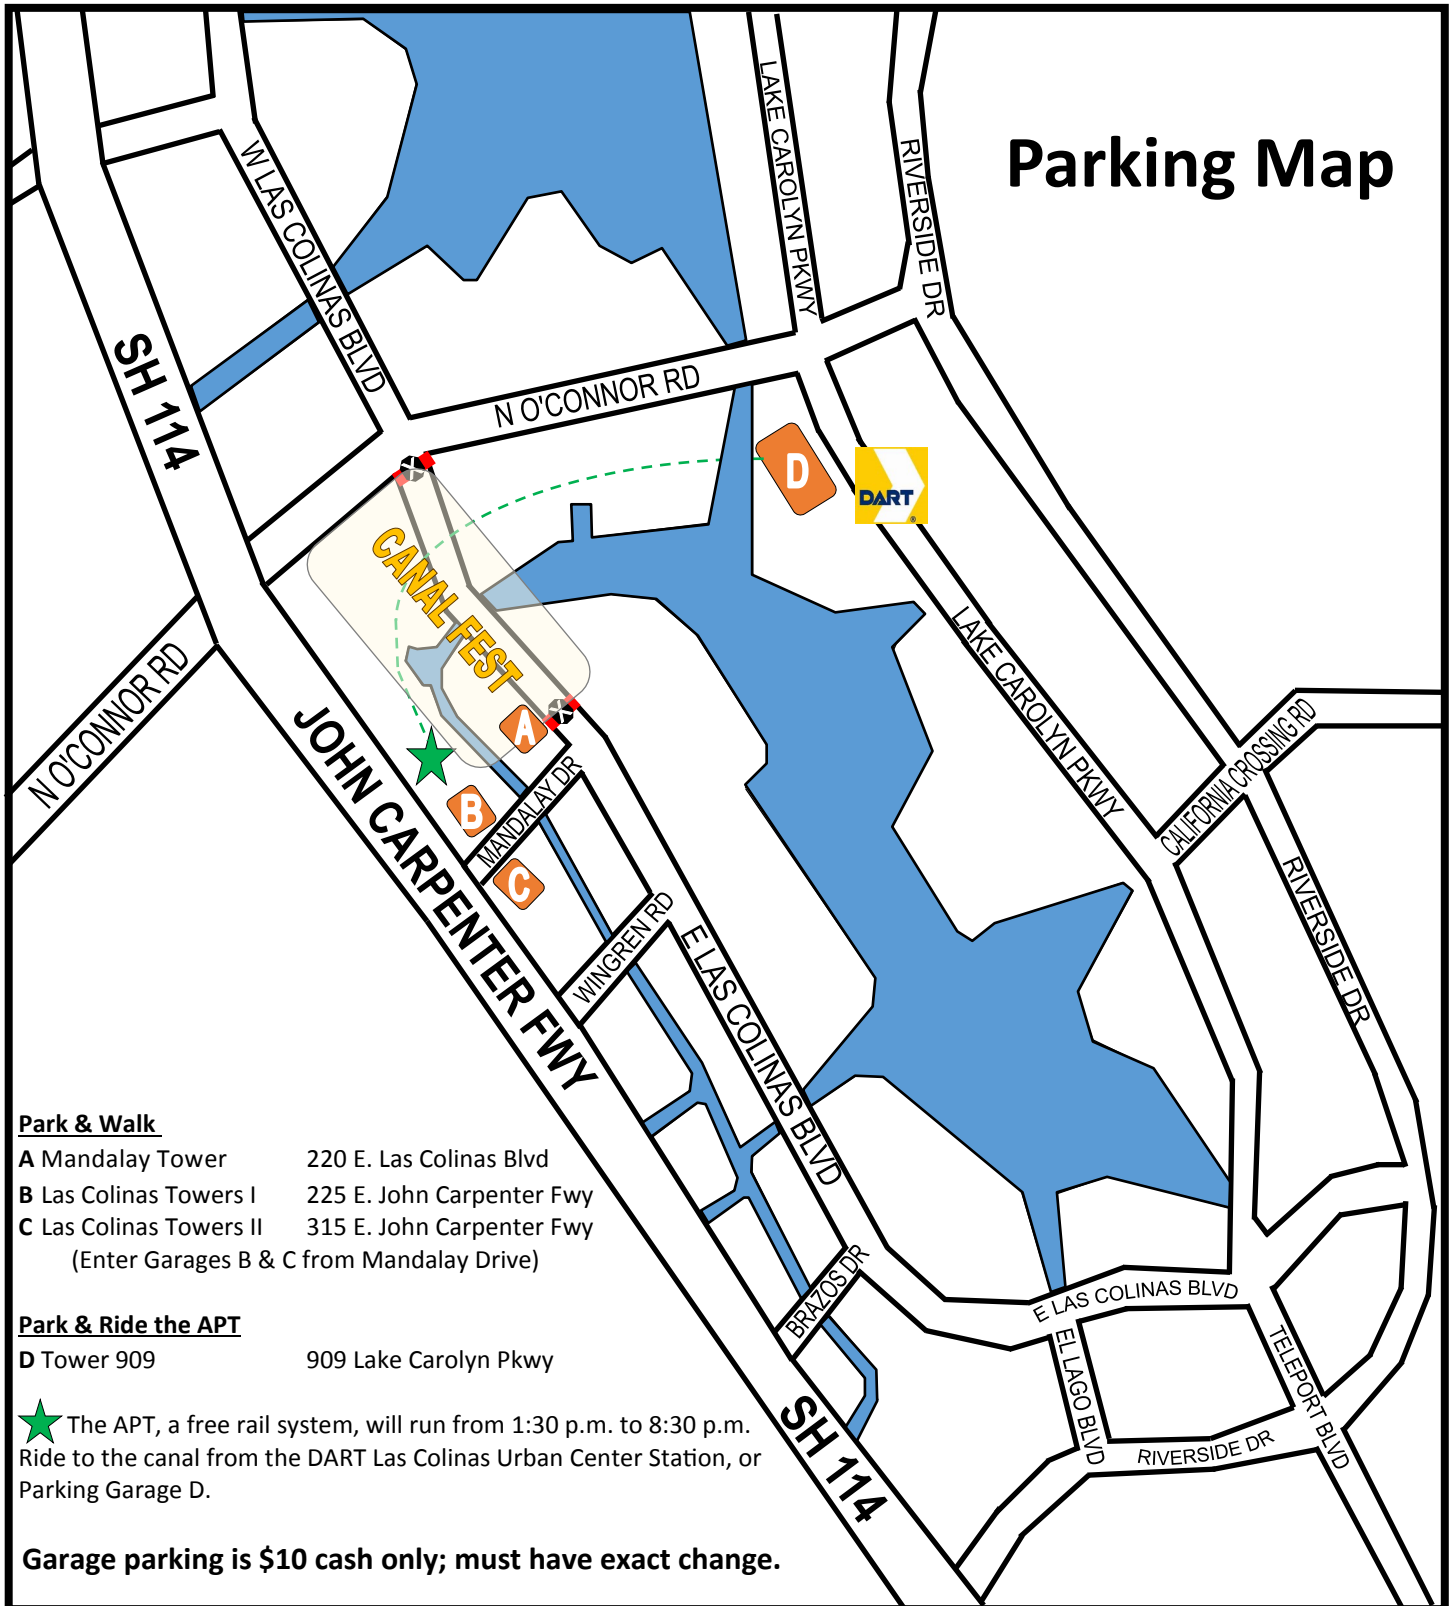 Parking Map
LAKE CAROLYN PKWY
RIVERSIDE DR
W LAS COLINAS BLVD
SH 114
N O'CONNOR RD
D
DART
®
CANAL FEST
LAKE CAROLYN PKWY
N O'CONNOR RD
A
CALIFORNIA CROSSING RD
JOHN CARPENTER FWY
B
MANDALAY DR
C
RIVERSIDE DR
WINGREN RD
E LAS COLINAS BLVD
Park & Walk
A Mandalay Tower 220 E. Las Colinas Blvd
B Las Colinas Towers I 225 E. John Carpenter Fwy
C Las Colinas Towers II 315 E. John Carpenter Fwy
(Enter Garages B & C from Mandalay Drive)
BRAZOS DR
E LAS COLINAS BLVD
EL LAGO BLVD
TELEPORT BLVD
RIVERSIDE DR
SH 114
Park & Ride the APT
D Tower 909 909 Lake Carolyn Pkwy
The APT, a free rail system, will run from 1:30 p.m. to 8:30 p.m.
Ride to the canal from the DART Las Colinas Urban Center Station, or
Parking Garage D.
Garage parking is $10 cash only; must have exact change.